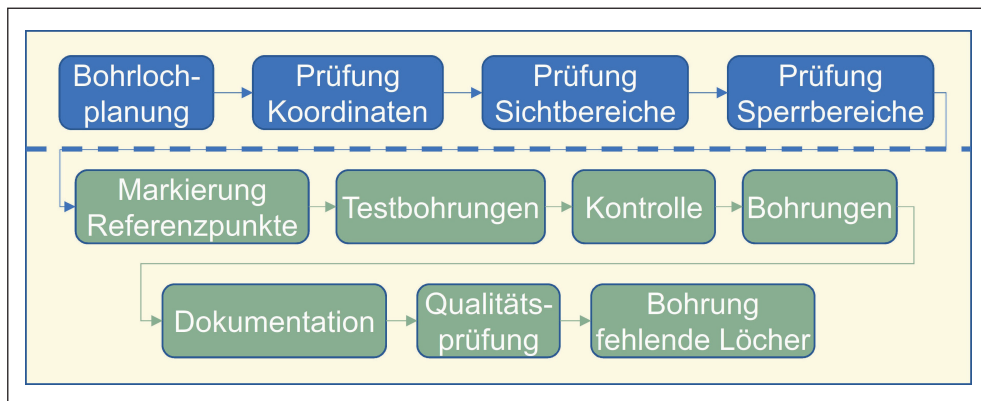 Bohrloch-
planung
Prüfung
Koordinaten
Prüfung
Sichtbereiche
Prüfung
Sperrbereiche
Markierung
Referenzpunkte
Testbohrungen
Kontrolle
Bohrungen
Dokumentation
Qualitäts-
prüfung
Bohrung
fehlende Löcher